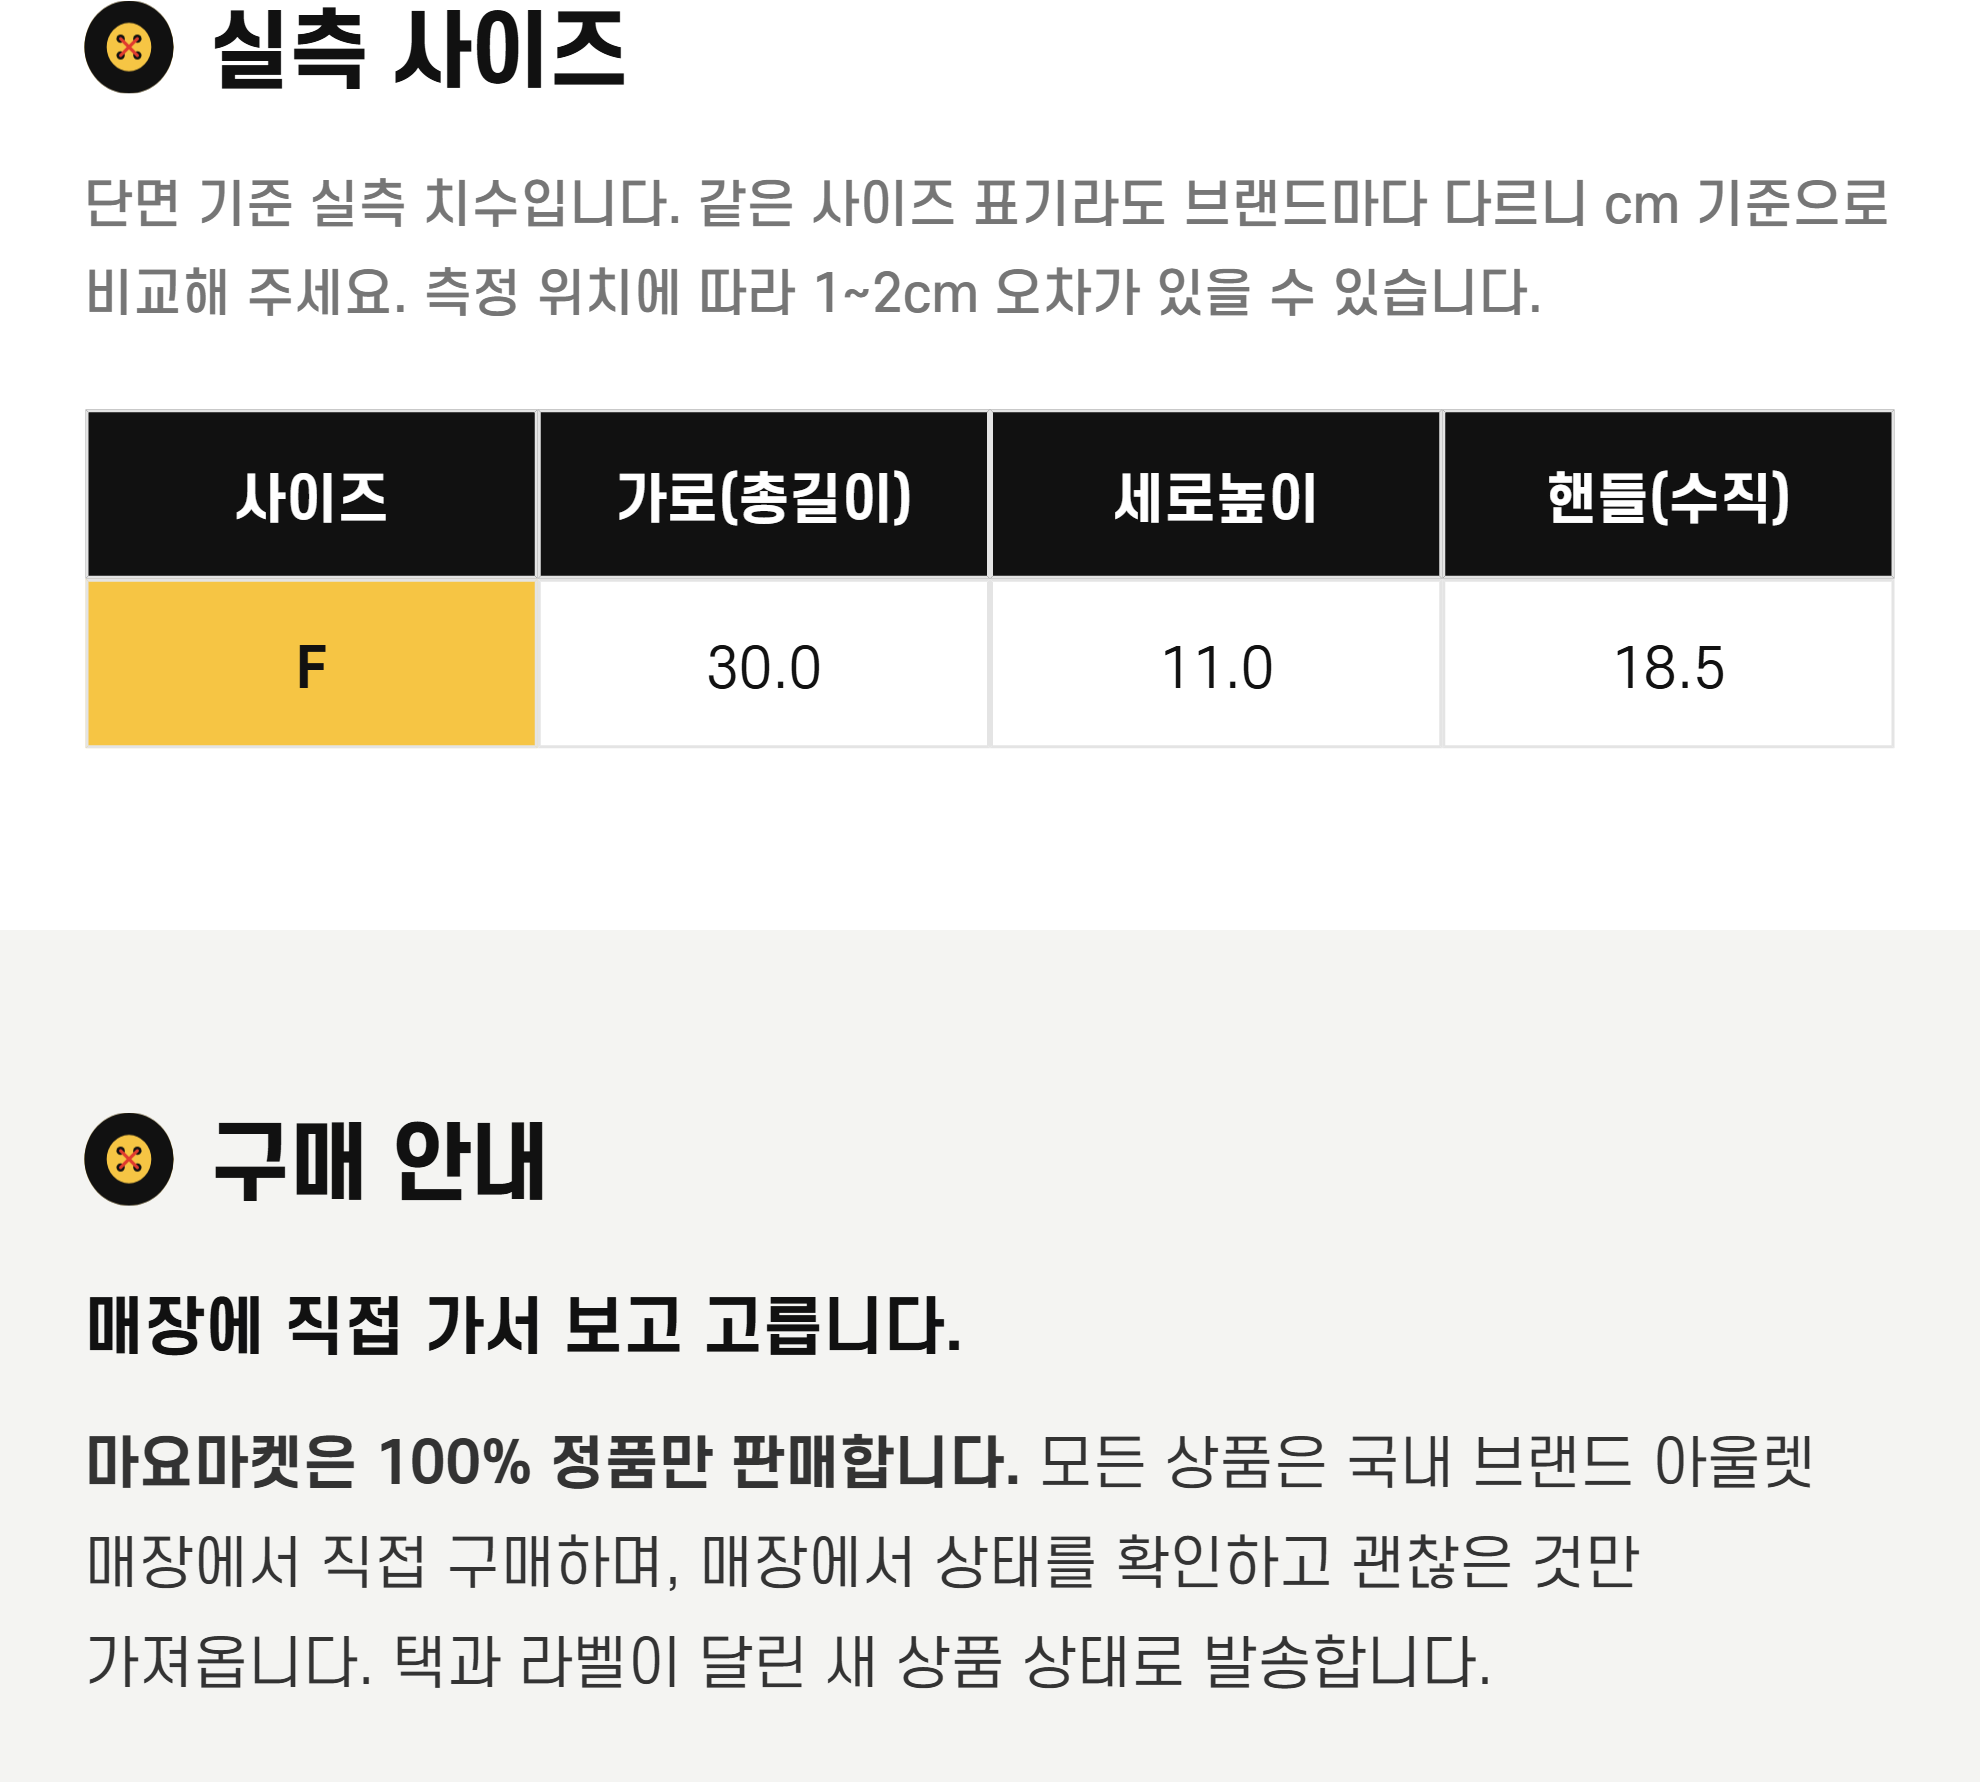 실측 사이즈
단면 기준 실측 치수입니다. 같은 사이즈 표기라도 브랜드마다 다르니 cm 기준으로
비교해 주세요. 측정 위치에 따라 1~2cm 오차가 있을 수 있습니다.
사이즈 가로(총길이) 세로높이 핸들(수직)
F 30.0 11.0 18.5
구매 안내
매장에 직접 가서 보고 고릅니다.
마요마켓은 100% 정품만 판매합니다. 모든 상품은 국내 브랜드 아울렛
매장에서 직접 구매하며, 매장에서 상태를 확인하고 괜찮은 것만
가져옵니다. 택과 라벨이 달린 새 상품 상태로 발송합니다.